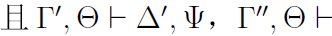 且 Γ′, Θ ⊢ Δ′, Ψ，Γ″, Θ ⊢